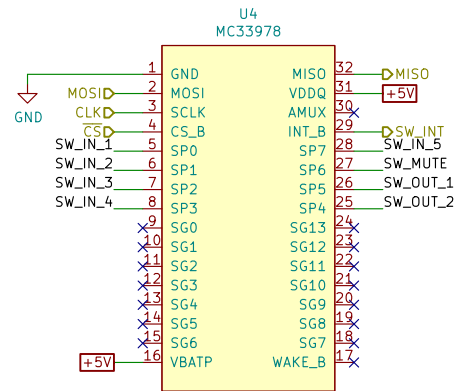 U4
MC33978
1 GND MISO 32 MISO
MOSI 2 MOSI VDDQ 31 +5V
CLK 3 SCLK AMUX 30
CS 4 CS_B INT_B 29 SW_INT
SW_IN_1 5 SP0 SP7 28 SW_IN_5
SW_IN_2 6 SP1 SP6 27 SW_MUTE
SW_IN_3 7 SP2 SP5 26 SW_OUT_1
SW_IN_4 8 SP3 SP4 25 SW_OUT_2
9 SG0 SG13 24
10 SG1 SG12 23
11 SG2 SG11 22
12 SG3 SG10 21
13 SG4 SG9 20
14 SG5 SG8 19
15 SG6 SG7 18
+5V 16 VBATP WAKE_B 17
GND